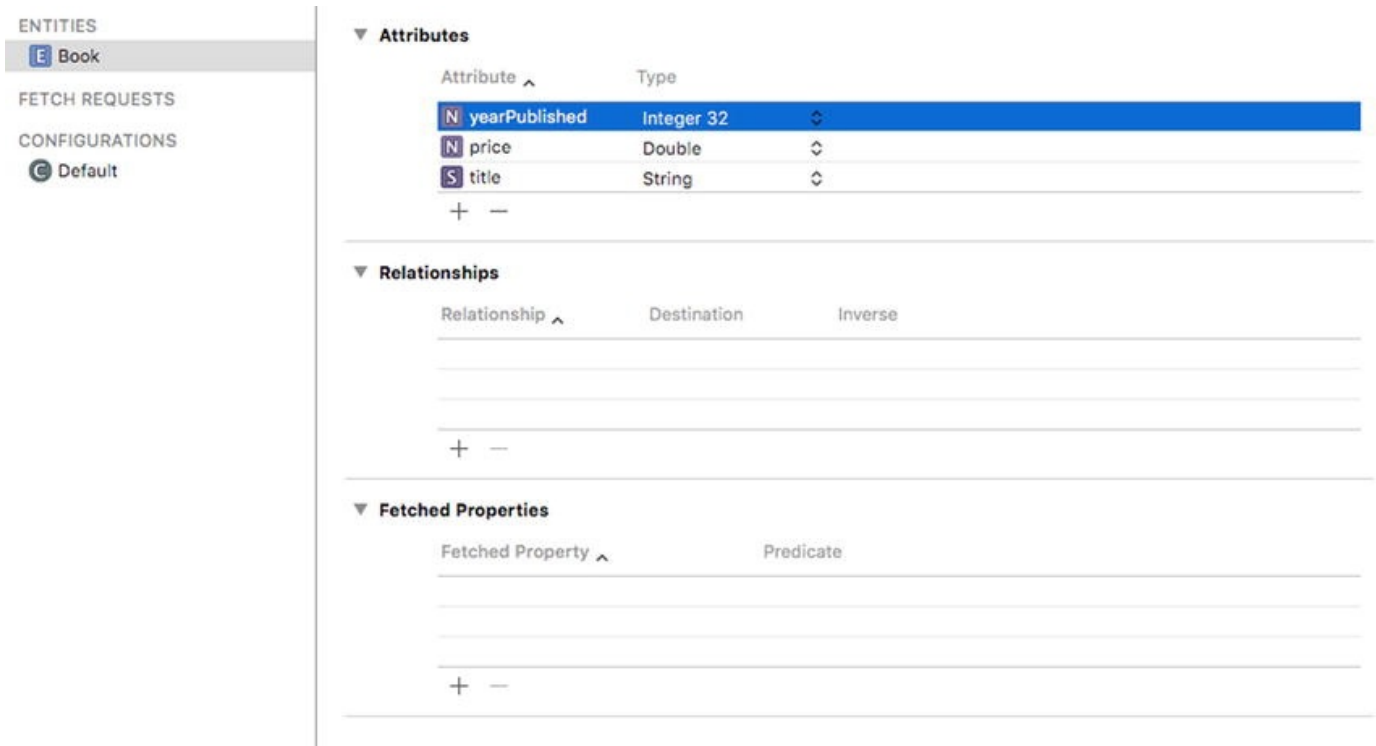 ENTITIES
E Book
FETCH REQUESTS
CONFIGURATIONS
C Default
Attributes
Attribute Type
N yearPublished Integer 32
N price Double
S title String
+ −
Relationships
Relationship Destination Inverse
+ −
Fetched Properties
Fetched Property Predicate
+ −